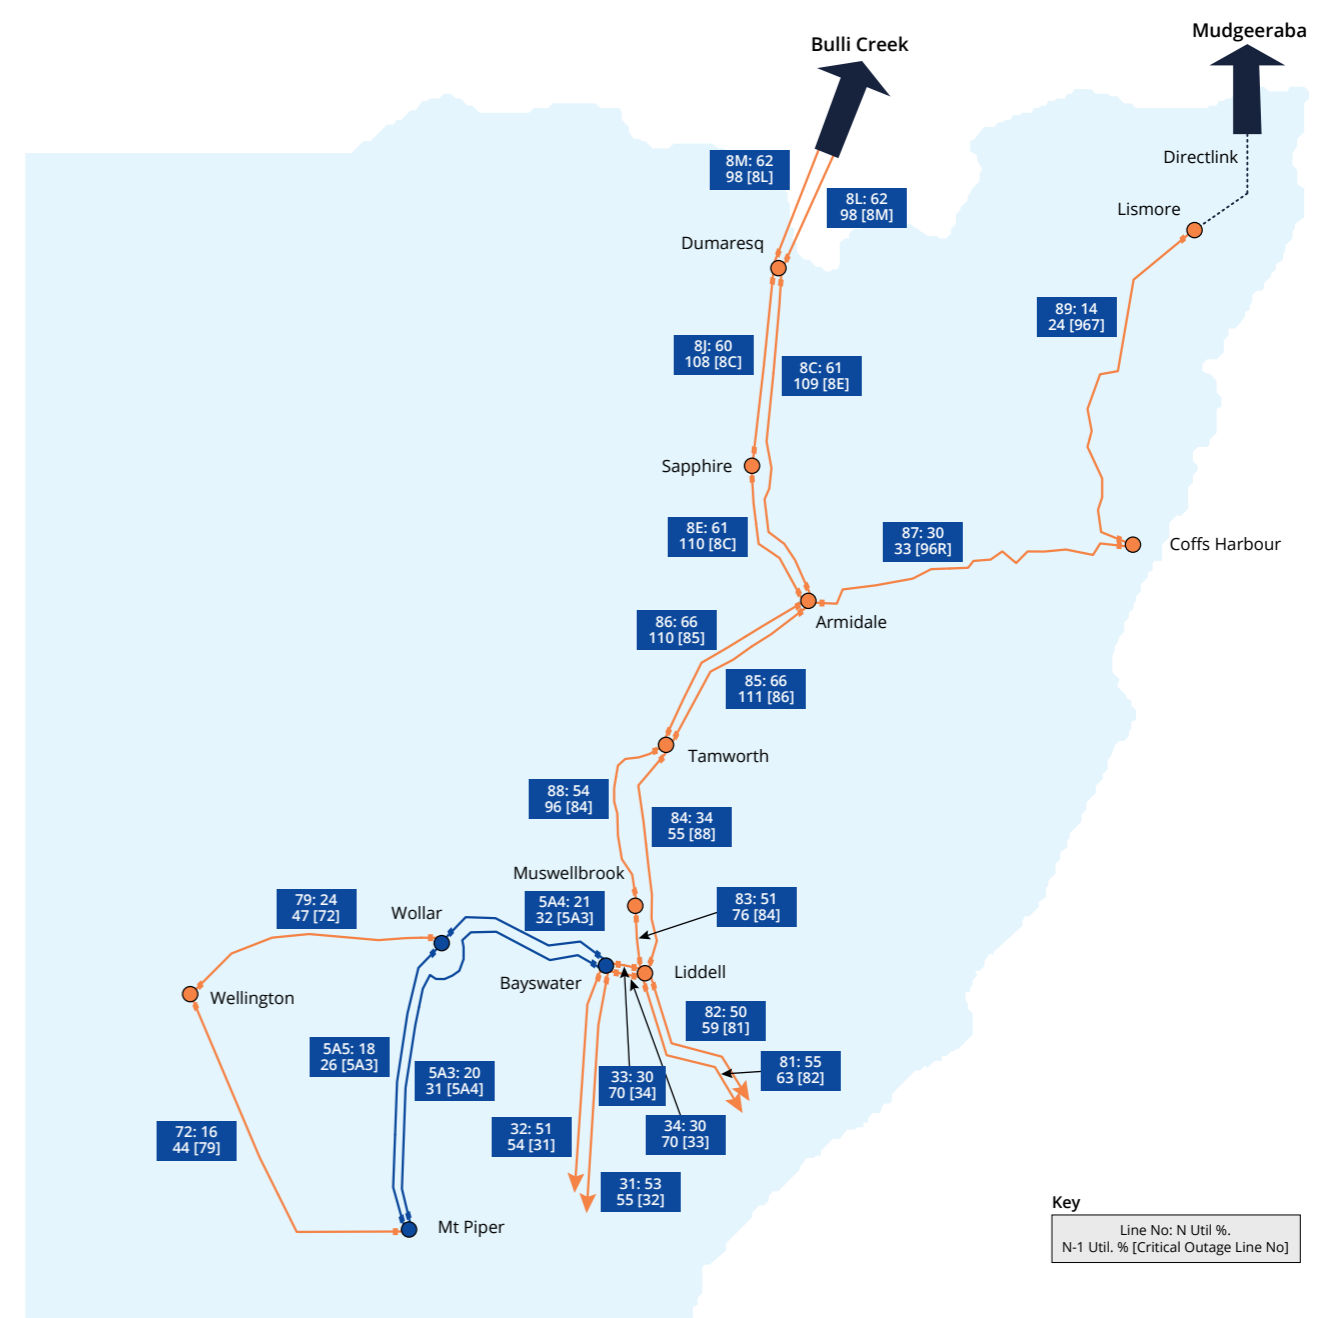 Mudgeeraba
Bulli Creek
8M: 62
98 [8L]
Directlink
8L: 62
98 [8M]
Lismore
Dumaresq
89: 14
24 [967]
8J: 60
108 [8C]
8C: 61
109 [8E]
Sapphire
8E: 61
110 [8C]
87: 30
33 [96R]
Coffs Harbour
86: 66
110 [85]
Armidale
85: 66
111 [86]
Tamworth
88: 54
96 [84]
84: 34
55 [88]
Muswellbrook
79: 24
47 [72]
Wollar
5A4: 21
32 [5A3]
83: 51
76 [84]
Bayswater
Liddell
Wellington
82: 50
59 [81]
5A5: 18
26 [5A3]
5A3: 20
31 [5A4]
33: 30
70 [34]
81: 55
63 [82]
72: 16
44 [79]
32: 51
54 [31]
34: 30
70 [33]
31: 53
55 [32]
Mt Piper
Key
Line No: N Util %.
N-1 Util. % [Critical Outage Line No]